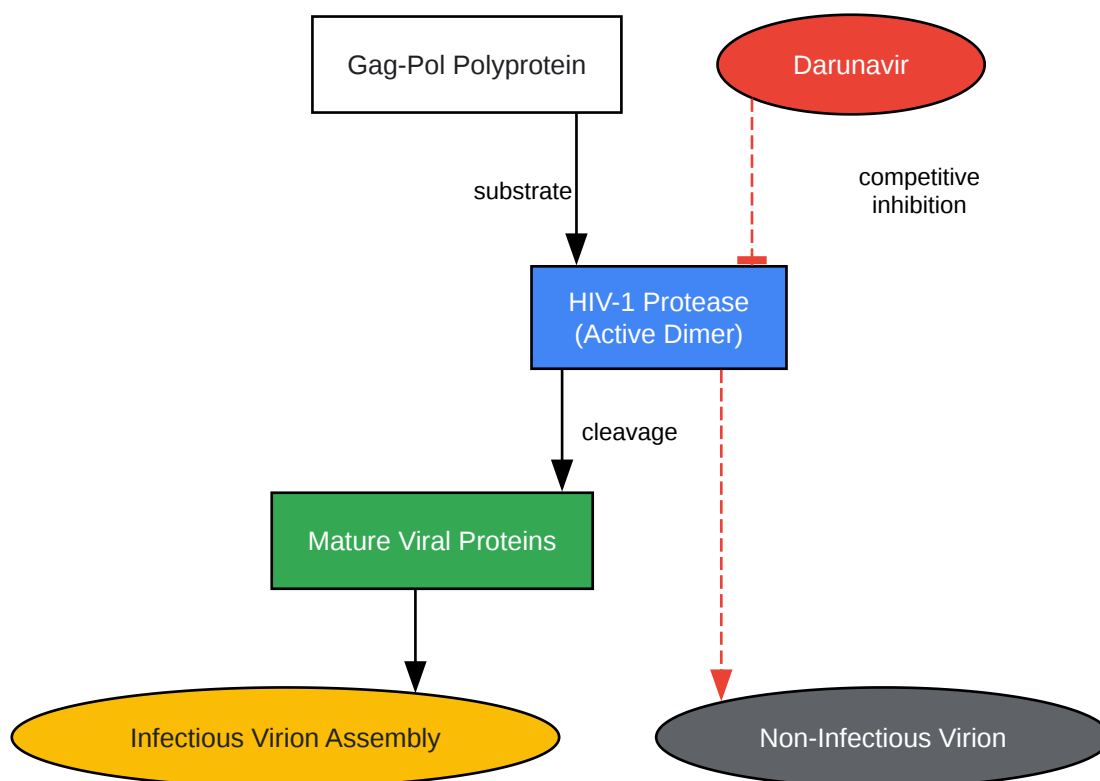 Gag-Pol Polyprotein
Darunavir
substrate
competitive
inhibition
HIV-1 Protease
(Active Dimer)
cleavage
Mature Viral Proteins
Infectious Virion Assembly
Non-Infectious Virion